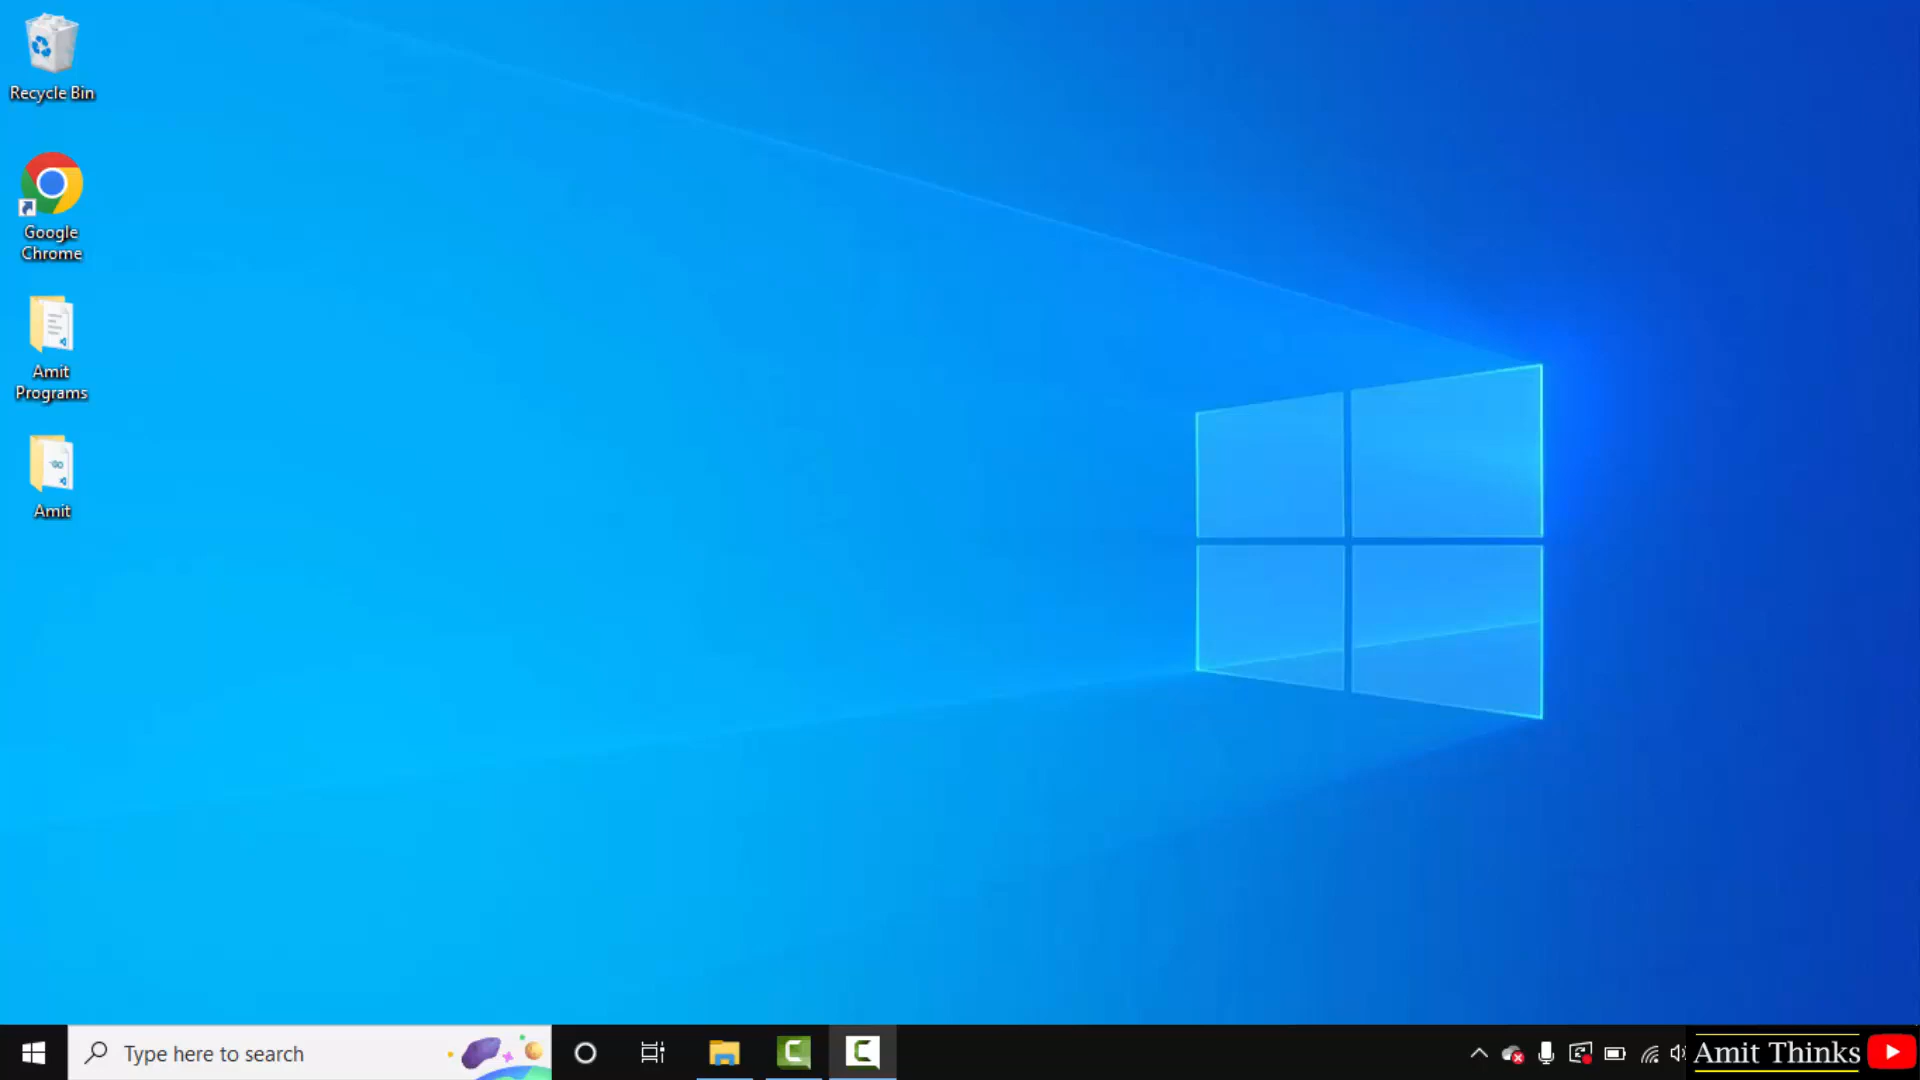 Recycle Bin
Google
Chrome
Amit
Programs
Amit
Type here to search
Amit Thinks